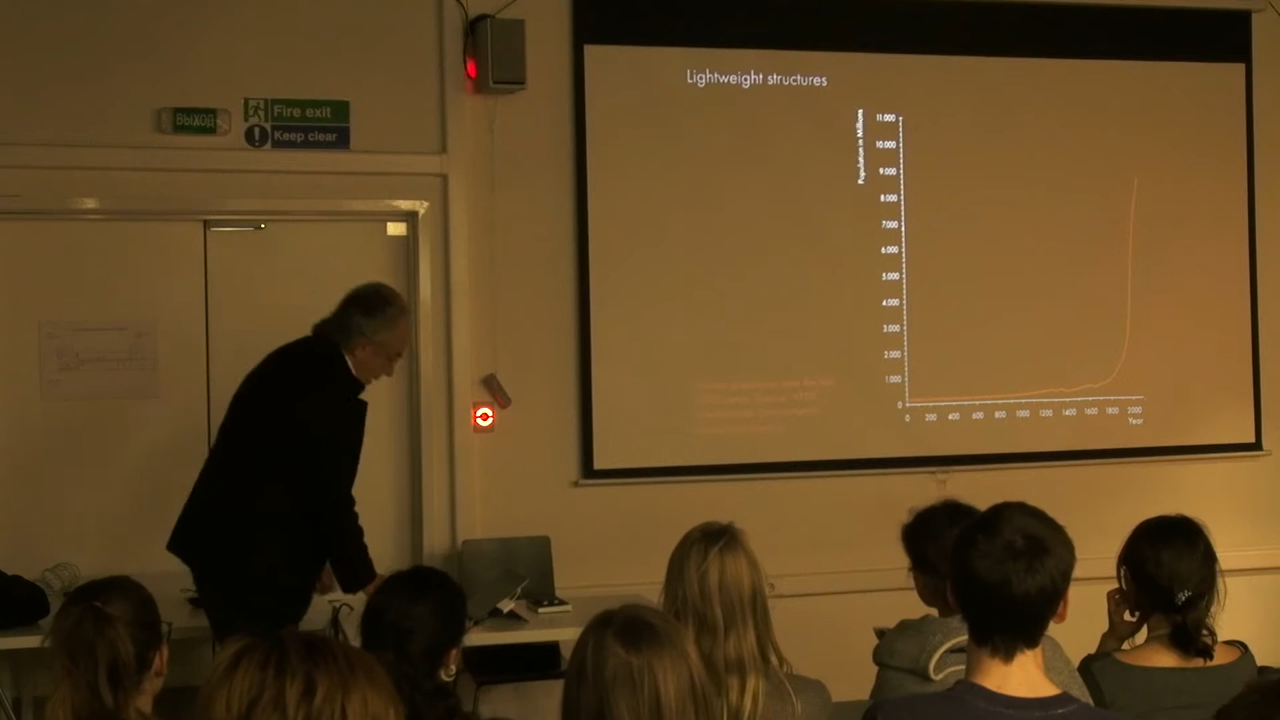 ВЫХОД
Fire exit
Keep clear
Lightweight structures
Population in Millions
11.000
10.000
9.000
8.000
7.000
6.000
5.000
4.000
3.000
2.000
1.000
0
0 200 400 600 800 1000 1200 1400 1600 1800 2000
Year